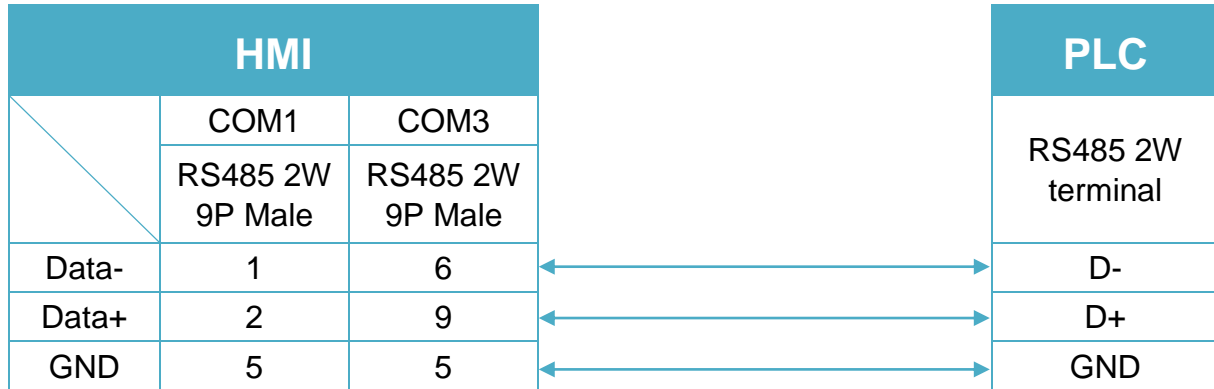 HMI PLC
COM1 COM3
RS485 2W
9P Male
RS485 2W
9P Male
RS485 2W
terminal
Data- 1 6 D-
Data+ 2 9 D+
GND 5 5 GND